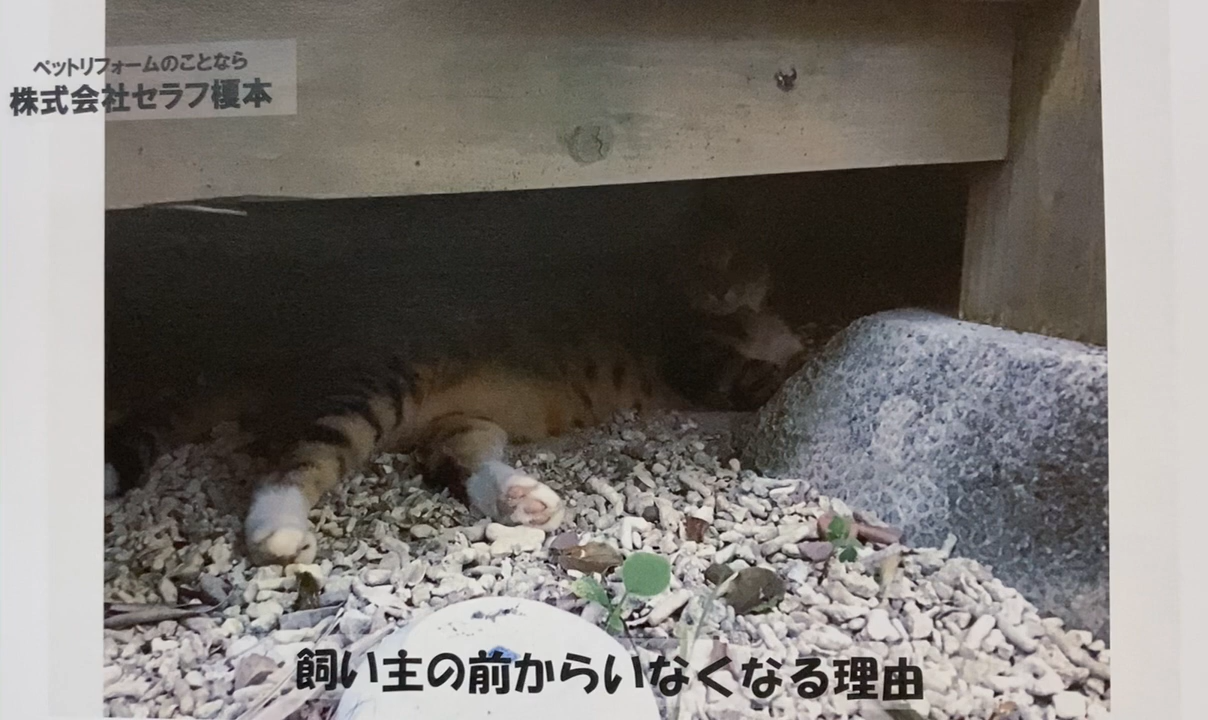 ペットリフォームのことなら
株式会社セラフ榎本
飼い主の前からいなくなる理由